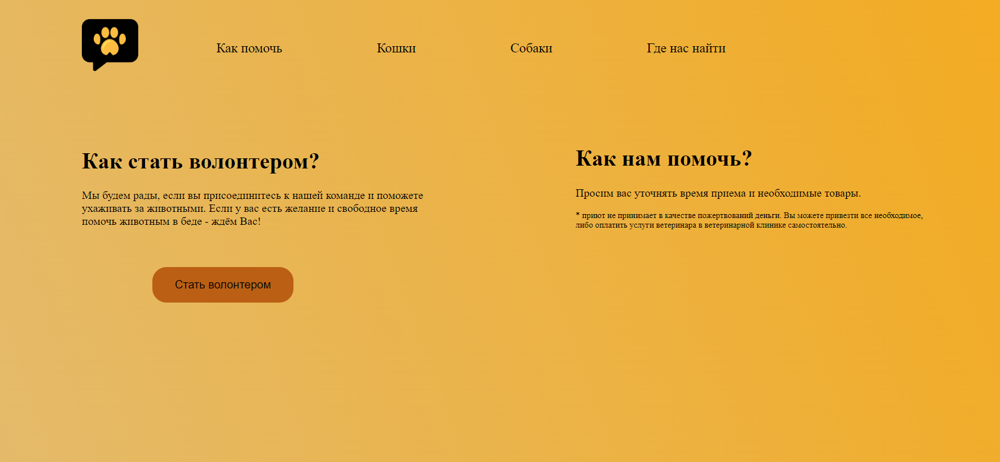 Как помочь
Кошки
Собаки
Где нас найти
Как стать волонтером?
Мы будем рады, если вы присоединитесь к нашей команде и поможете
ухаживать за животными. Если у вас есть желание и свободное время
помочь животным в беде - ждём Вас!
Стать волонтером
Как нам помочь?
Просим вас уточнять время приема и необходимые товары.
* приют не принимает в качестве пожертвований деньги. Вы можете привезти все необходимое,
либо оплатить услуги ветеринара в ветеринарной клинике самостоятельно.